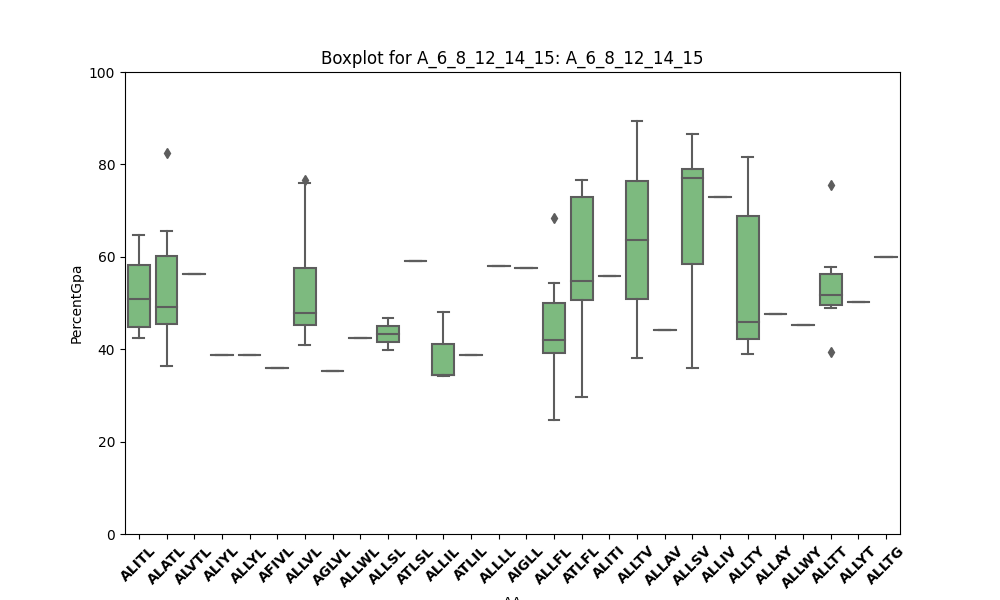 Boxplot for A_6_8_12_14_15: A_6_8_12_14_15
PercentGpa
100
80
60
40
20
0
ALITL
ALATL
ALVTL
ALIYL
ALLYL
AFIVL
ALLVL
AGLVL
ALLWL
ALLSL
ATLSL
ALLIL
ATLIL
ALLLL
AIGLL
ALLFL
ATLFL
ALITI
ALLTV
ALLAV
ALLSV
ALLIV
ALLTY
ALLAY
ALLWY
ALLTT
ALLYT
ALLTG